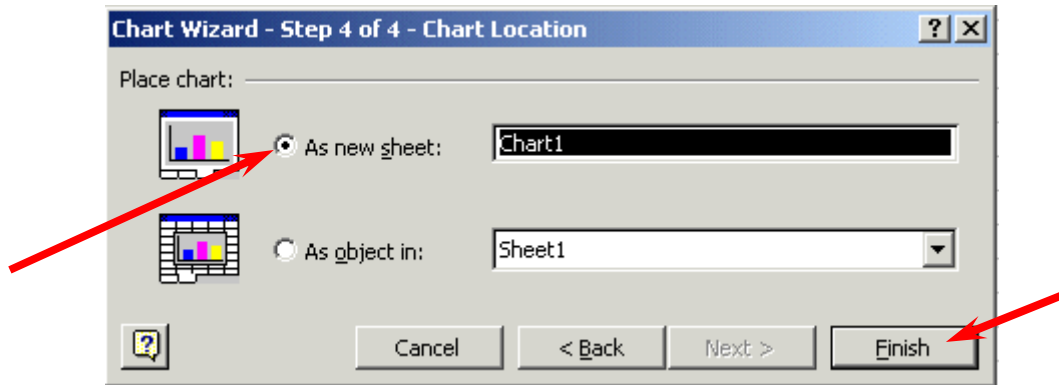 Chart Wizard - Step 4 of 4 - Chart Location ? ×
Place chart:
As new sheet: Chart1
As object in: Sheet1
? Cancel < Back Next > Finish